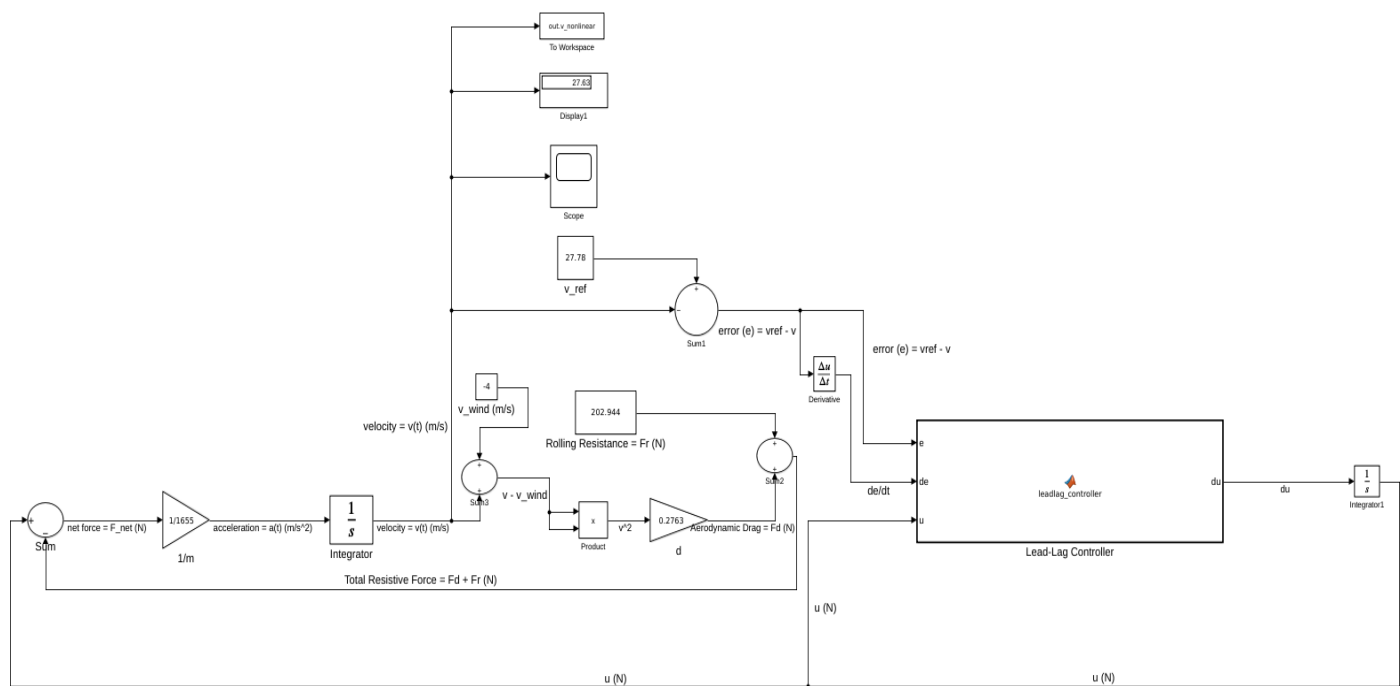 out.v_nonlinear
To Workspace
27.63
Display1
Scope
27.78
v_ref
+
−
Sum1
error (e) = vref - v
error (e) = vref - v
Δu
Δt
Derivative
-4
v_wind (m/s)
202.944
Rolling Resistance = Fr (N)
velocity = v(t) (m/s)
+
+
Sum3
v - v_wind
+
+
Sum2
e
de
u
leadlag_controller
du
Lead-Lag Controller
de/dt
du
1
s
Integrator1
+
−
Sum
net force = F_net (N)
1/1655
1/m
acceleration = a(t) (m/s^2)
1
s
Integrator
velocity = v(t) (m/s)
x
Product
v^2
0.2763
d
Aerodynamic Drag = Fd (N)
Total Resistive Force = Fd + Fr (N)
u (N)
u (N)
u (N)